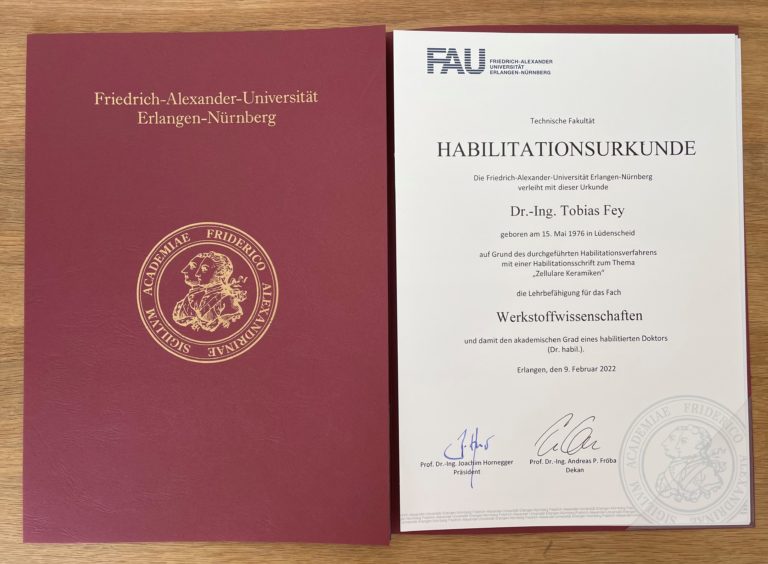 Friedrich-Alexander-Universität
Erlangen-Nürnberg
SIGILLVM ACADEMIAE FRIDERICO ALEXANDRINAE
FAU
FRIEDRICH-ALEXANDER
UNIVERSITÄT
ERLANGEN-NÜRNBERG
Technische Fakultät
HABILITATIONSURKUNDE
Die Friedrich-Alexander-Universität Erlangen-Nürnberg
verleiht mit dieser Urkunde
Dr.-Ing. Tobias Fey
geboren am 15. Mai 1976 in Lüdenscheid
auf Grund des durchgeführten Habilitationsverfahrens
mit einer Habilitationsschrift zum Thema
„Zellulare Keramiken"
die Lehrbefähigung für das Fach
Werkstoffwissenschaften
und damit den akademischen Grad eines habilitierten Doktors
(Dr. habil.).
Erlangen, den 9. Februar 2022
Prof. Dr.-Ing. Joachim Hornegger
Präsident
Prof. Dr.-Ing. Andreas P. Fröba
Dekan
ACADEMIAE FRIDERICO